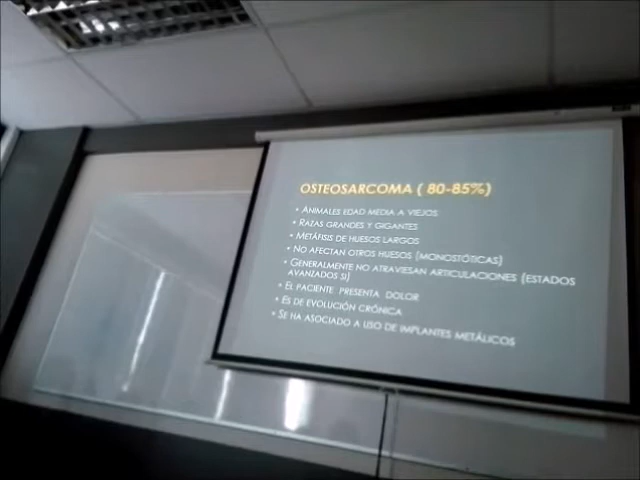 OSTEOSARCOMA ( 80-85%)
• ANIMALES EDAD MEDIA A VIEJOS
• RAZAS GRANDES Y GIGANTES
• METÁFISIS DE HUESOS LARGOS
• NO AFECTAN OTROS HUESOS (MONOSTÓTICAS)
• GENERALMENTE NO ATRAVIESAN ARTICULACIONES (ESTADOS
AVANZADOS SI)
• EL PACIENTE PRESENTA DOLOR
• ES DE EVOLUCIÓN CRÓNICA
• SE HA ASOCIADO A USO DE IMPLANTES METÁLICOS